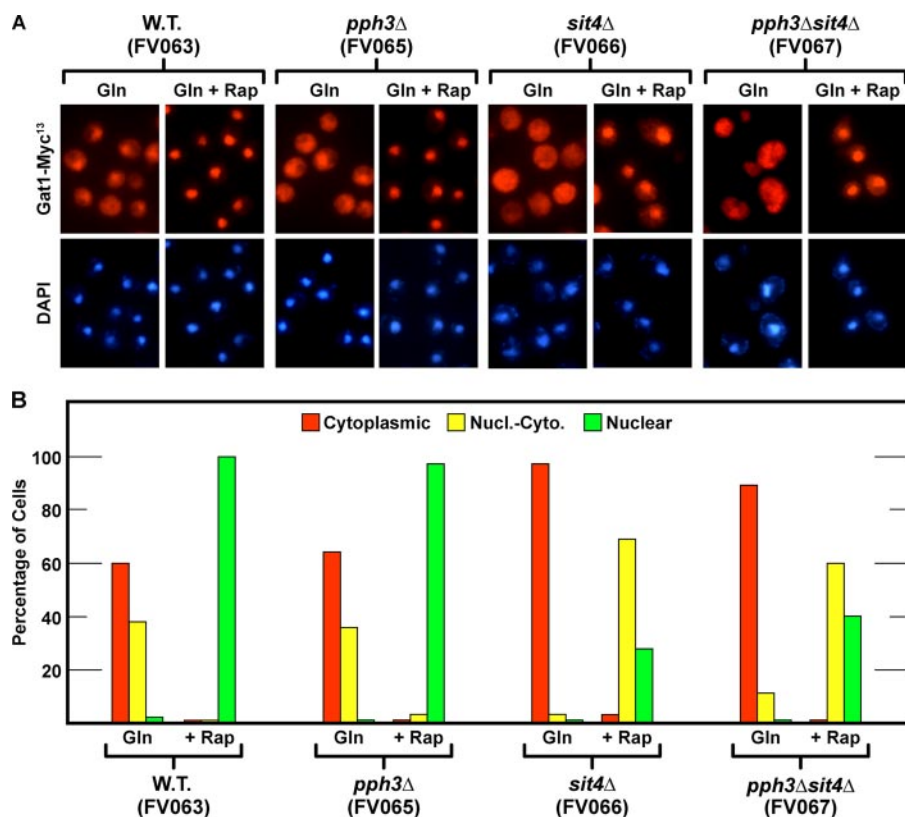 A
W.T. pph3Δ sit4Δ pph3Δsit4Δ
(FV063) (FV065) (FV066) (FV067)
Gln Gln + Rap Gln Gln + Rap Gln Gln + Rap Gln Gln + Rap
Gat1-Myc¹³
DAPI
B
Cytoplasmic Nucl.-Cyto. Nuclear
Percentage of Cells
100
80
60
40
20
Gln + Rap Gln + Rap Gln + Rap Gln + Rap
W.T. pph3Δ sit4Δ pph3Δsit4Δ
(FV063) (FV065) (FV066) (FV067)